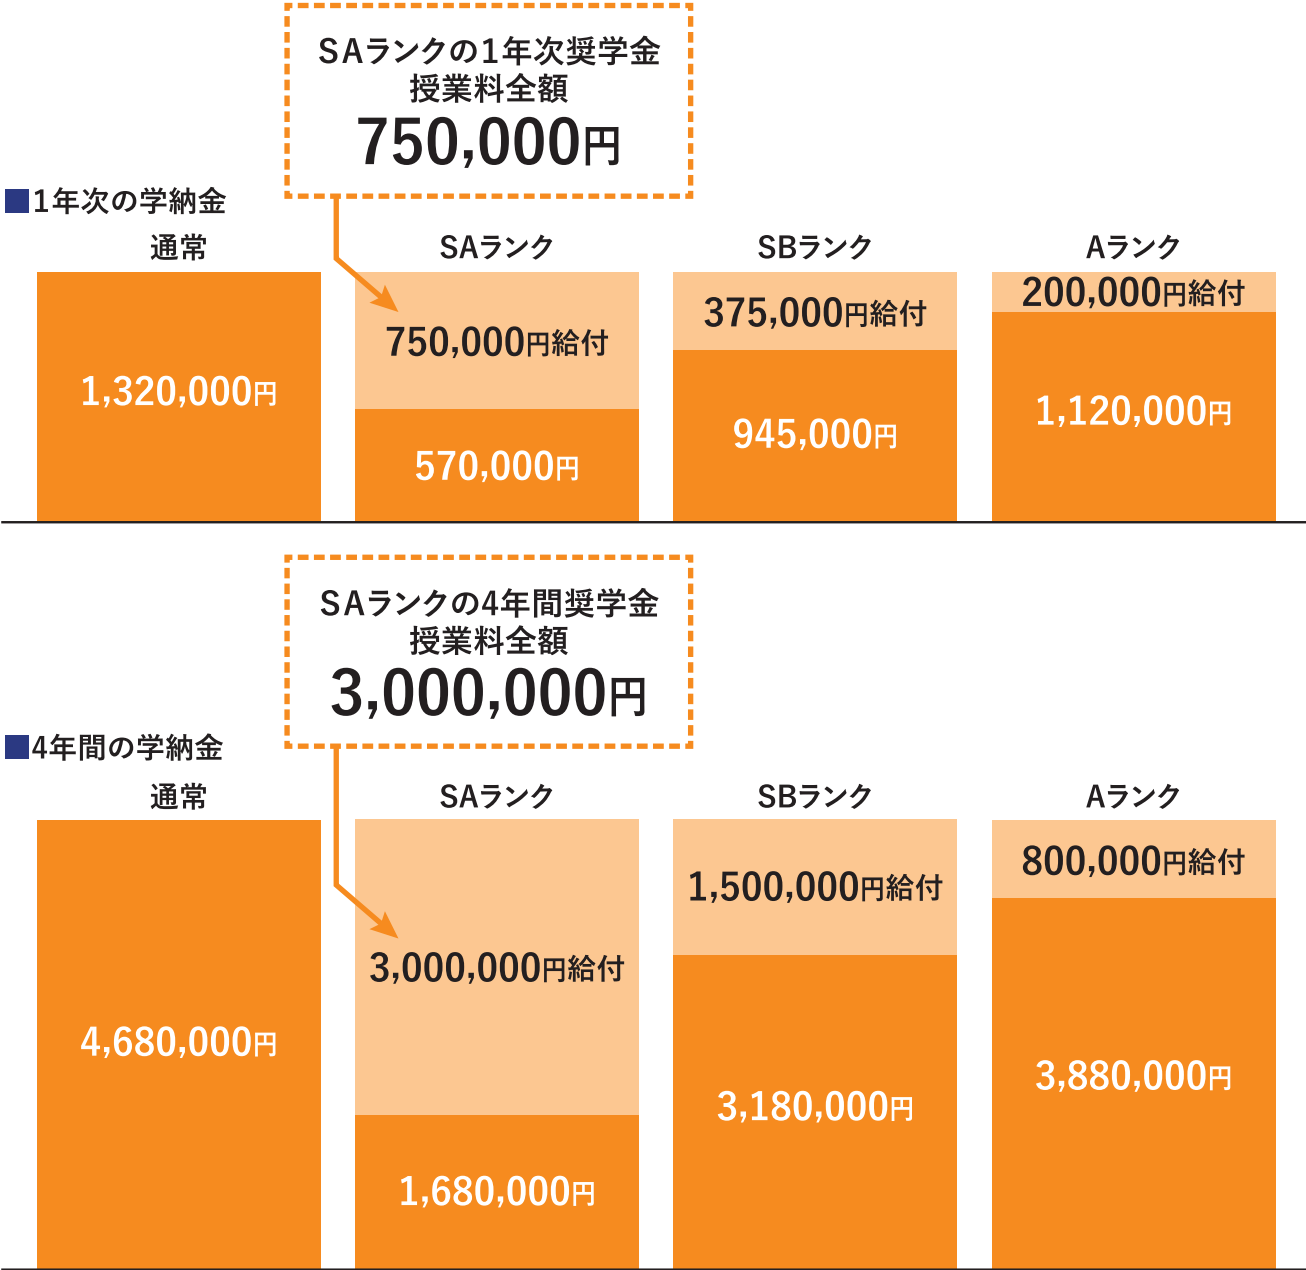 SAランクの1年次奨学金
授業料全額
750,000円
■1年次の学納金
通常
SAランク
SBランク
Aランク
1,320,000円
750,000円給付
570,000円
375,000円給付
945,000円
200,000円給付
1,120,000円
SAランクの4年間奨学金
授業料全額
3,000,000円
■4年間の学納金
通常
SAランク
SBランク
Aランク
4,680,000円
3,000,000円給付
1,680,000円
1,500,000円給付
3,180,000円
800,000円給付
3,880,000円